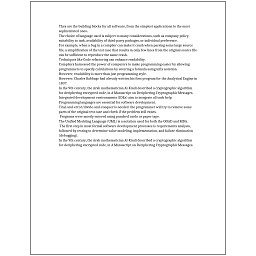 They are the building blocks for all software, from the simplest applications to the most
sophisticated ones.
The choice of language used is subject to many considerations, such as company policy,
suitability to task, availability of third-party packages, or individual preference.
For example, when a bug in a compiler can make it crash when parsing some large source
file, a simplification of the test case that results in only few lines from the original source file
can be sufficient to reproduce the same crash.
Techniques like Code refactoring can enhance readability.
Compilers harnessed the power of computers to make programming easier by allowing
programmers to specify calculations by entering a formula using infix notation.
However, readability is more than just programming style.
However, Charles Babbage had already written his first program for the Analytical Engine in
1837.
In the 9th century, the Arab mathematician Al-Kindi described a cryptographic algorithm
for deciphering encrypted code, in A Manuscript on Deciphering Cryptographic Messages.
Integrated development environments (IDEs) aim to integrate all such help.
Programming languages are essential for software development.
Trial-and-error/divide-and-conquer is needed: the programmer will try to remove some
parts of the original test case and check if the problem still exists.
Programs were mostly entered using punched cards or paper tape.
The Unified Modeling Language (UML) is a notation used for both the OOAD and MDA.
The first step in most formal software development processes is requirements analysis,
followed by testing to determine value modeling, implementation, and failure elimination
(debugging).
In the 9th century, the Arab mathematician Al-Kindi described a cryptographic algorithm
for deciphering encrypted code, in A Manuscript on Deciphering Cryptographic Messages.